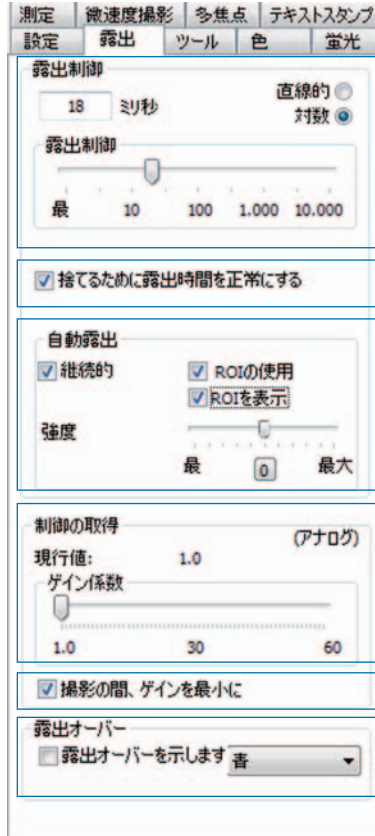 測定 微速度撮影 多焦点 テキストスタンプ
設定 露出 ツール 色 蛍光
露出制御
18 ミリ秒
直線的
対数
露出制御
最 10 100 1.000 10.000
捨てるために露出時間を正常にする
自動露出
継続的 ROIの使用
ROIを表示
強度
最 0 最大
制御の取得
(アナログ)
現行値: 1.0
ゲイン係数
1.0 30 60
撮影の間、ゲインを最小に
露出オーバー
露出オーバーを示します 青